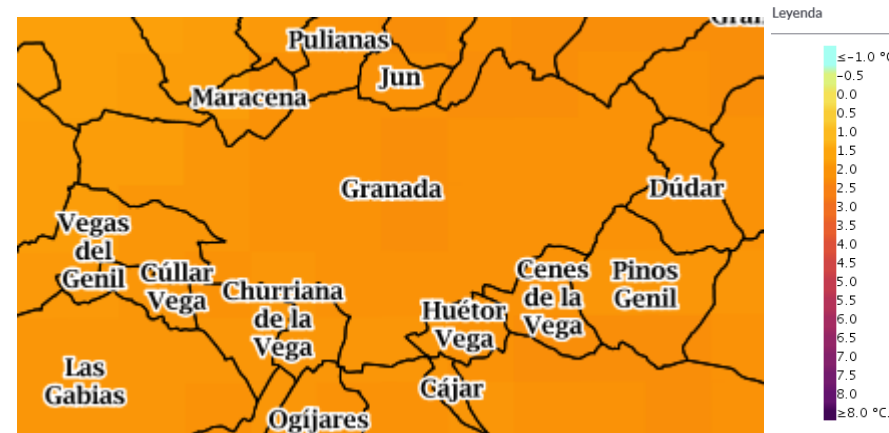 Leyenda
Pulianas
Jun
Maracena
Granada
Dúdar
Vegas
del
Genil
Cúllar
Vega
Churriana
de la
Vega
Huétor
Vega
Cenes
de la
Vega
Pinos
Genil
Las
Gabias
Cájar
Ogíjares
≤-1.0 °C
-0.5
0.0
0.5
1.0
1.5
2.0
2.5
3.0
3.5
4.0
4.5
5.0
5.5
6.0
6.5
7.0
7.5
8.0
≥8.0 °C.